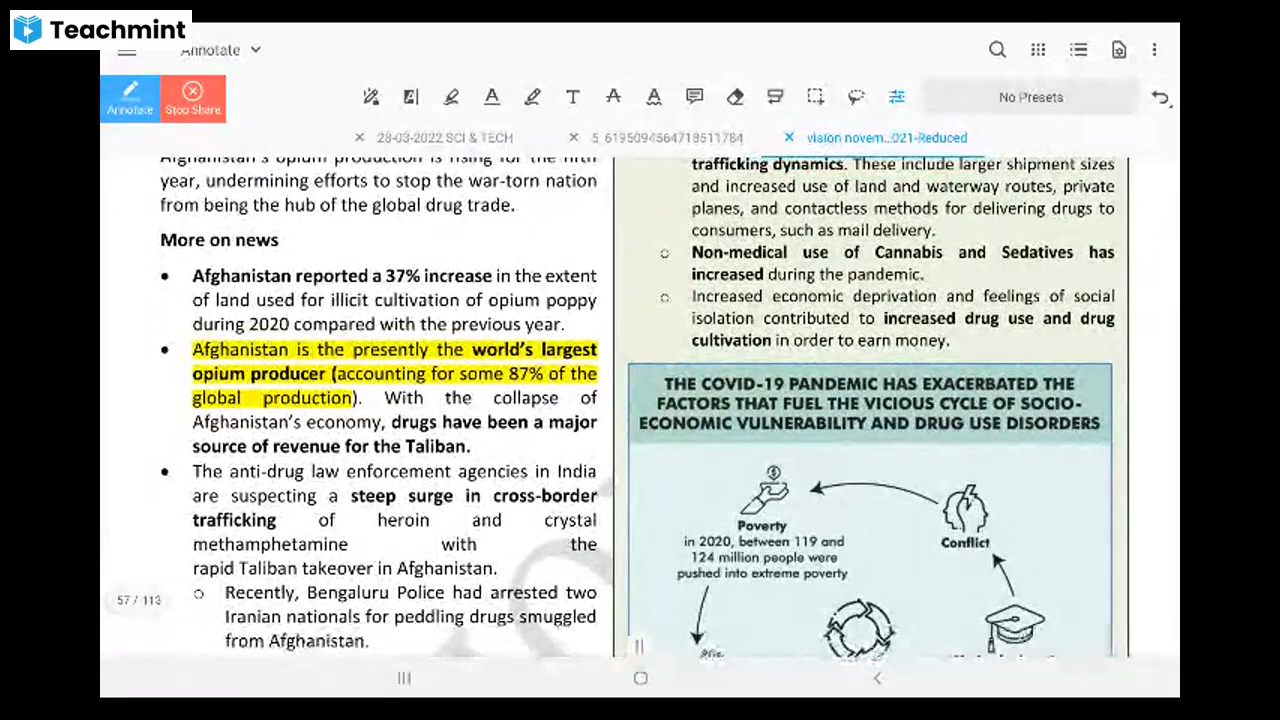 Teachmint
Annotate
Annotate
Stop Share
No Presets
28-03-2022 SCI & TECH
5_6195094564718511784
vision novem...021-Reduced
Afghanistan's opium production is rising for the fifth
year, undermining efforts to stop the war-torn nation
from being the hub of the global drug trade.
More on news
• Afghanistan reported a 37% increase in the extent
of land used for illicit cultivation of opium poppy
during 2020 compared with the previous year.
• Afghanistan is the presently the world's largest
opium producer (accounting for some 87% of the
global production). With the collapse of
Afghanistan's economy, drugs have been a major
source of revenue for the Taliban.
• The anti-drug law enforcement agencies in India
are suspecting a steep surge in cross-border
trafficking of heroin and crystal
methamphetamine with the
rapid Taliban takeover in Afghanistan.
o Recently, Bengaluru Police had arrested two
Iranian nationals for peddling drugs smuggled
from Afghanistan.
57 / 113
trafficking dynamics. These include larger shipment sizes
and increased use of land and waterway routes, private
planes, and contactless methods for delivering drugs to
consumers, such as mail delivery.
o Non-medical use of Cannabis and Sedatives has
increased during the pandemic.
o Increased economic deprivation and feelings of social
isolation contributed to increased drug use and drug
cultivation in order to earn money.
THE COVID-19 PANDEMIC HAS EXACERBATED THE
FACTORS THAT FUEL THE VICIOUS CYCLE OF SOCIO-
ECONOMIC VULNERABILITY AND DRUG USE DISORDERS
Poverty
in 2020, between 119 and
124 million people were
pushed into extreme poverty
Conflict